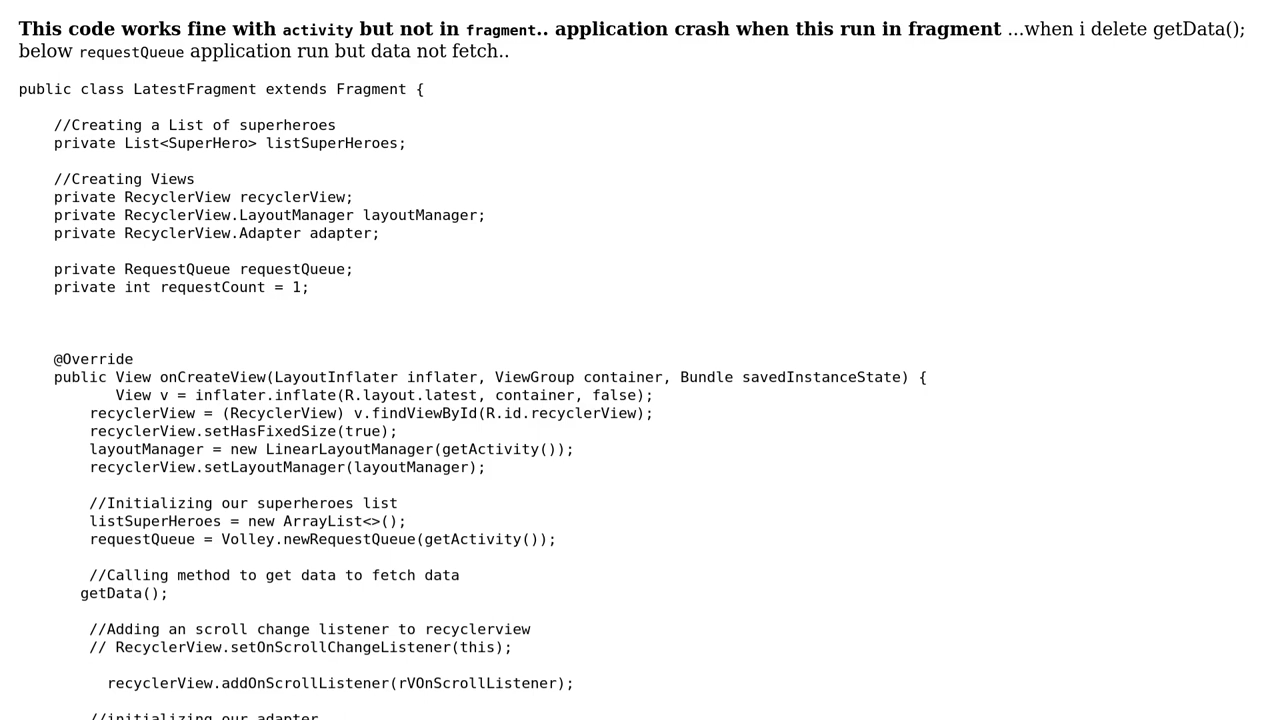 This code works fine with activity but not in fragment.. application crash when this run in fragment ...when i delete getData();
below requestQueue application run but data not fetch..
public class LatestFragment extends Fragment {
//Creating a List of superheroes
private List<SuperHero> listSuperHeroes;
//Creating Views
private RecyclerView recyclerView;
private RecyclerView.LayoutManager layoutManager;
private RecyclerView.Adapter adapter;
private RequestQueue requestQueue;
private int requestCount = 1;
@Override
public View onCreateView(LayoutInflater inflater, ViewGroup container, Bundle savedInstanceState) {
View v = inflater.inflate(R.layout.latest, container, false);
recyclerView = (RecyclerView) v.findViewById(R.id.recyclerView);
recyclerView.setHasFixedSize(true);
layoutManager = new LinearLayoutManager(getActivity());
recyclerView.setLayoutManager(layoutManager);
//Initializing our superheroes list
listSuperHeroes = new ArrayList<>();
requestQueue = Volley.newRequestQueue(getActivity());
//Calling method to get data to fetch data
getData();
//Adding an scroll change listener to recyclerview
// RecyclerView.setOnScrollChangeListener(this);
recyclerView.addOnScrollListener(rVOnScrollListener);
//initializing our adapter